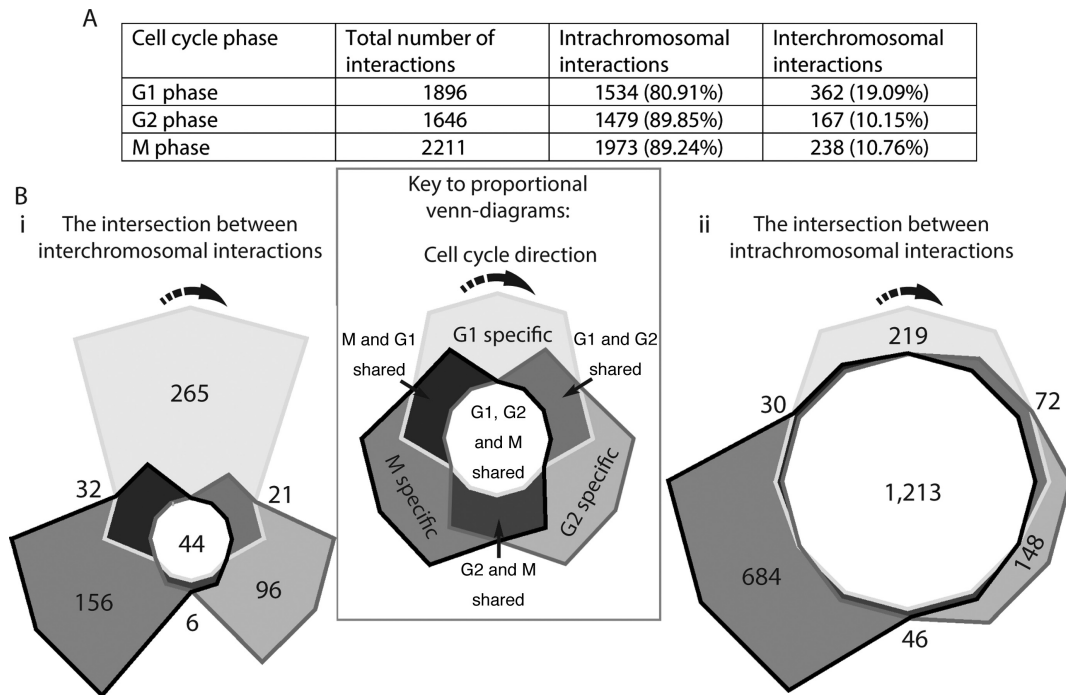 A
Cell cycle phase
Total number of
interactions
Intrachromosomal
interactions
Interchromosomal
interactions
G1 phase 1896 1534 (80.91%) 362 (19.09%)
G2 phase 1646 1479 (89.85%) 167 (10.15%)
M phase 2211 1973 (89.24%) 238 (10.76%)
B
i
The intersection between
interchromosomal interactions
265
32
21
44
156
96
6
Key to proportional
venn-diagrams:
Cell cycle direction
G1 specific
M and G1
shared
G1 and G2
shared
G1, G2
and M
shared
M specific
G2 specific
G2 and M
shared
ii
The intersection between
intrachromosomal interactions
219
30
72
1,213
684
148
46